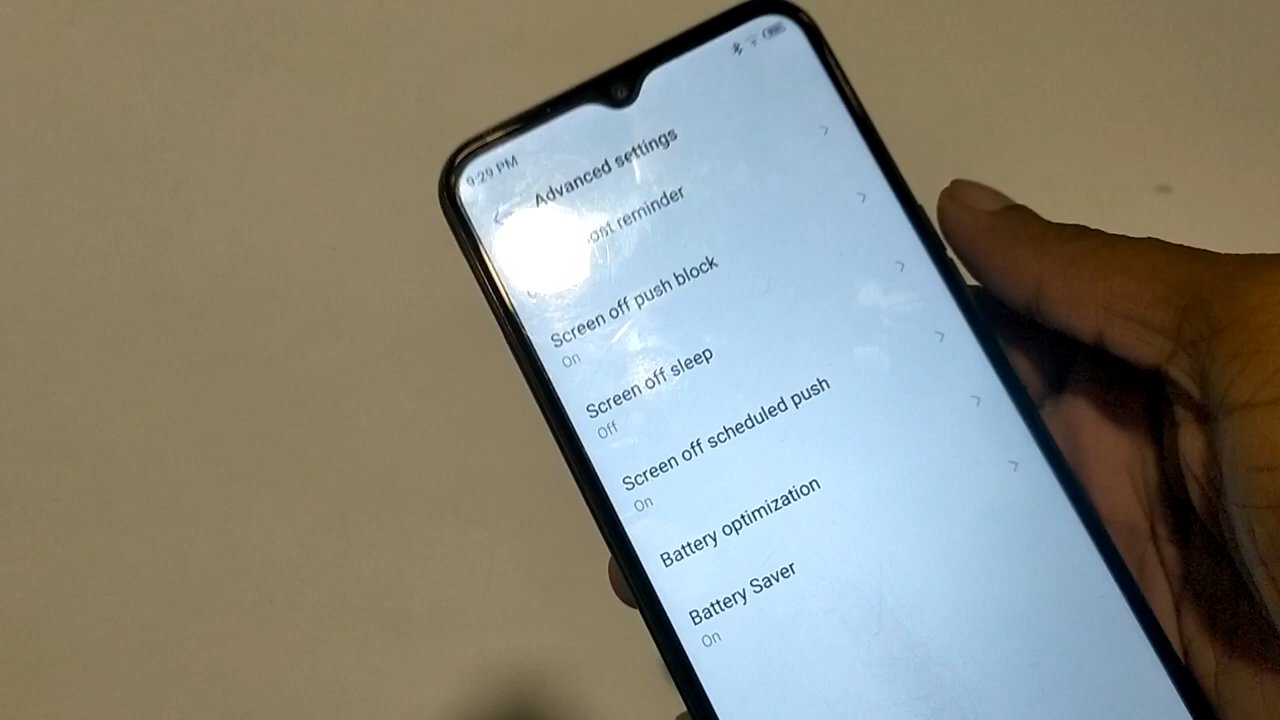 9:29 PM
Advanced settings
reminder
Screen off push block
On
Screen off sleep
Off
Screen off scheduled push
On
Battery optimization
Battery Saver
On